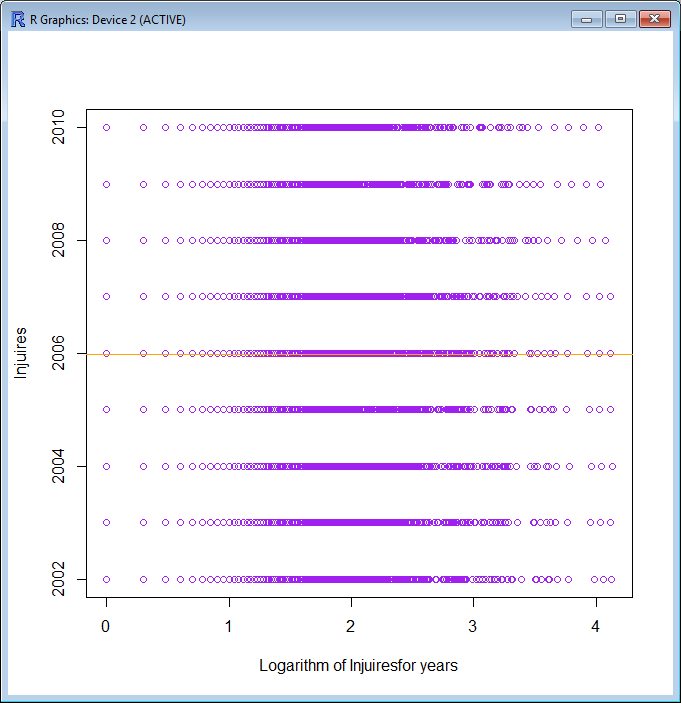 R Graphics: Device 2 (ACTIVE)
Injuires
2010
2008
2006
2004
2002
0 1 2 3 4
Logarithm of Injuiresfor years